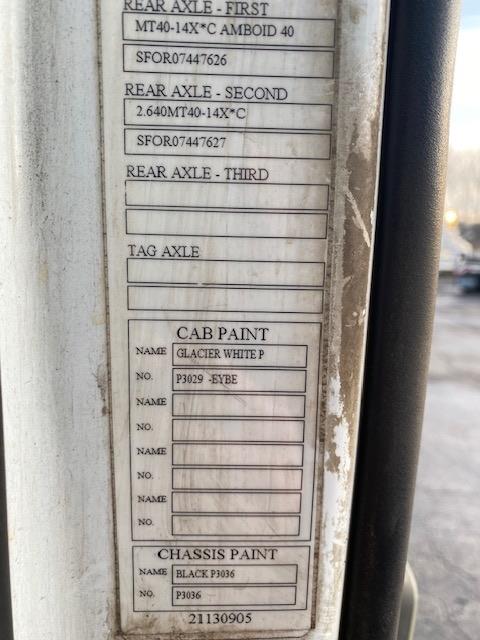 REAR AXLE - FIRST
MT40-14X*C AMBOID 40
SFOR07447626
REAR AXLE - SECOND
2.640MT40-14X*C
SFOR07447627
REAR AXLE - THIRD
TAG AXLE
CAB PAINT
NAME GLACIER WHITE P
NO. P3029 -EYBE
NAME
NO.
NAME
NO.
NAME
NO.
CHASSIS PAINT
NAME BLACK P3036
NO. P3036
21130905